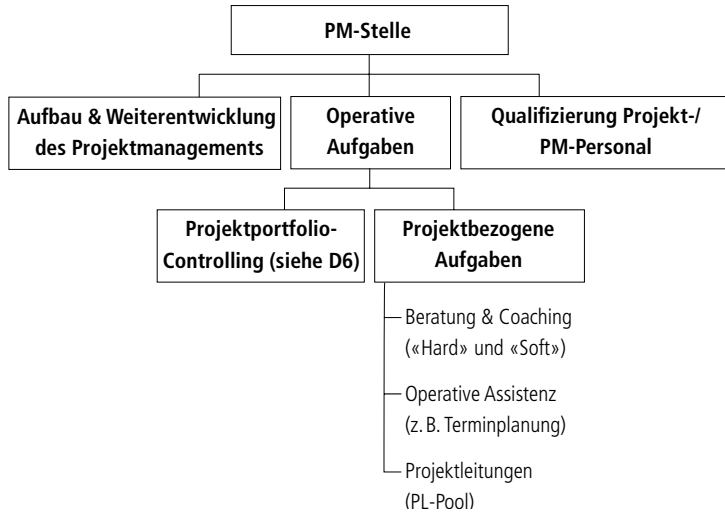 PM-Stelle
Aufbau & Weiterentwicklung
des Projektmanagements
Operative
Aufgaben
Qualifizierung Projekt-/
PM-Personal
Projektportfolio-
Controlling (siehe D6)
Projektbezogene
Aufgaben
Beratung & Coaching
(«Hard» und «Soft»)
Operative Assistenz
(z. B. Terminplanung)
Projektleitungen
(PL-Pool)